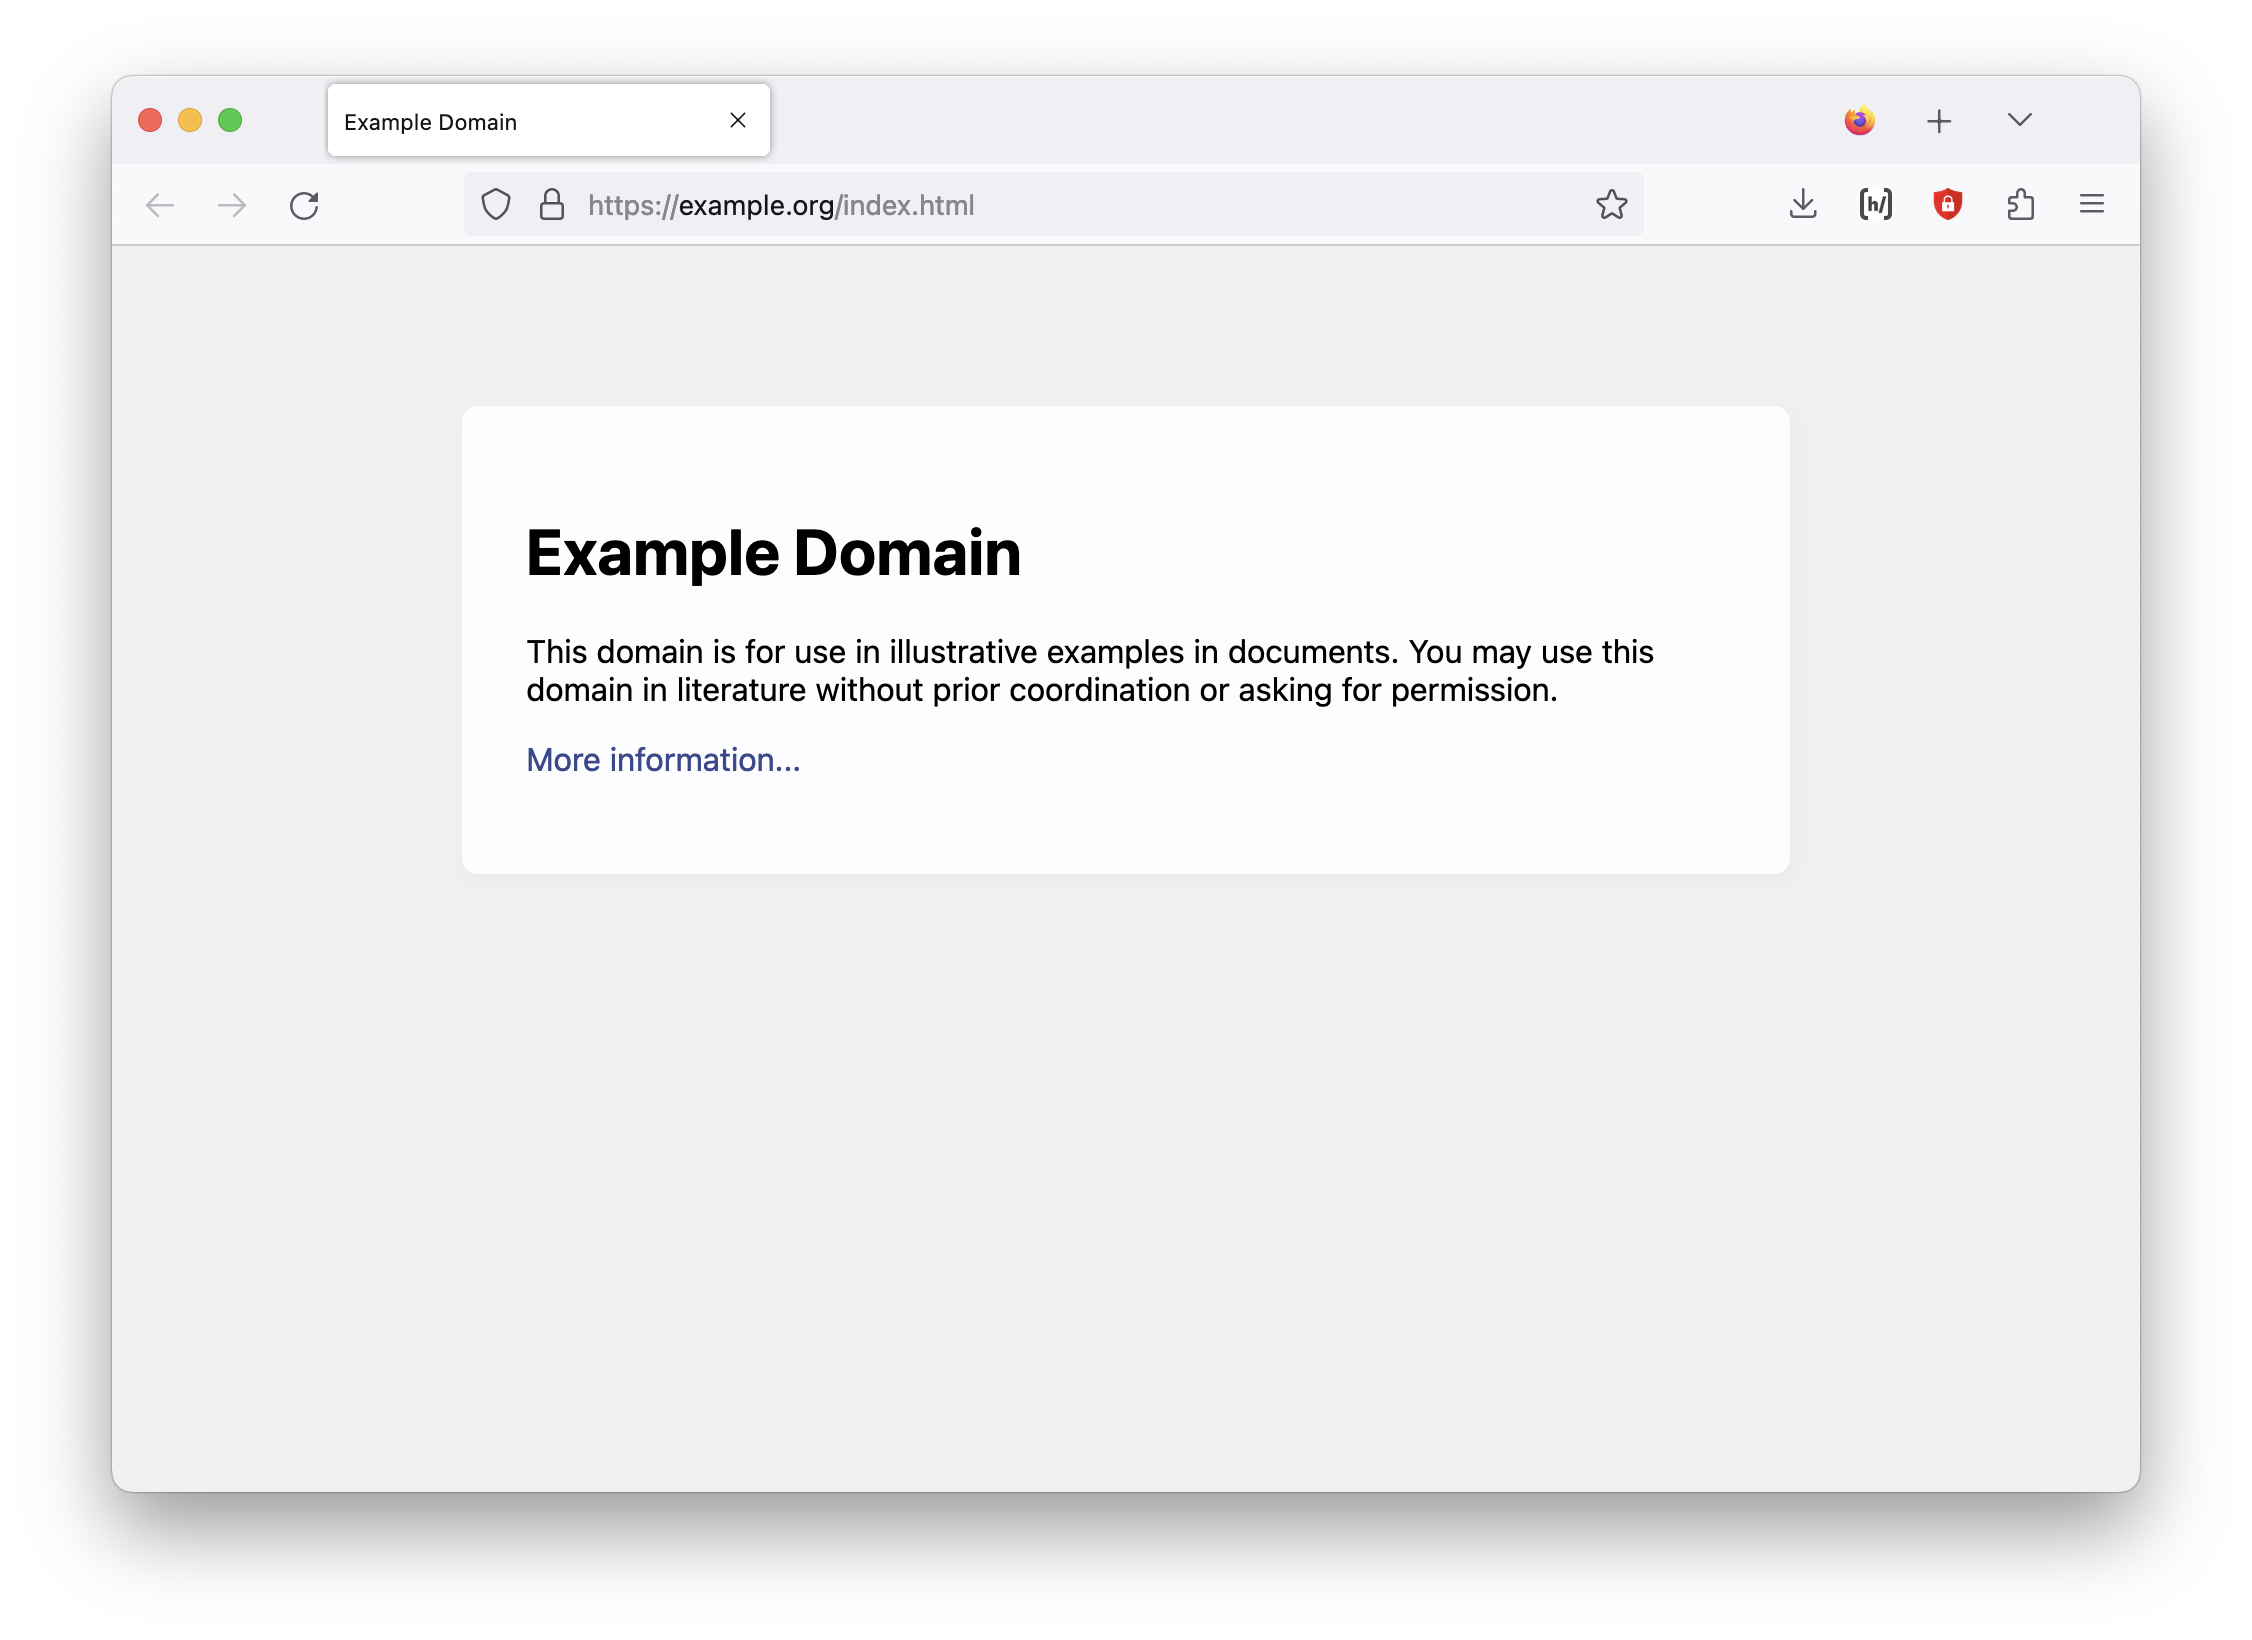 Example Domain
https://example.org/index.html
[h/]
Example Domain
This domain is for use in illustrative examples in documents. You may use this
domain in literature without prior coordination or asking for permission.
More information...